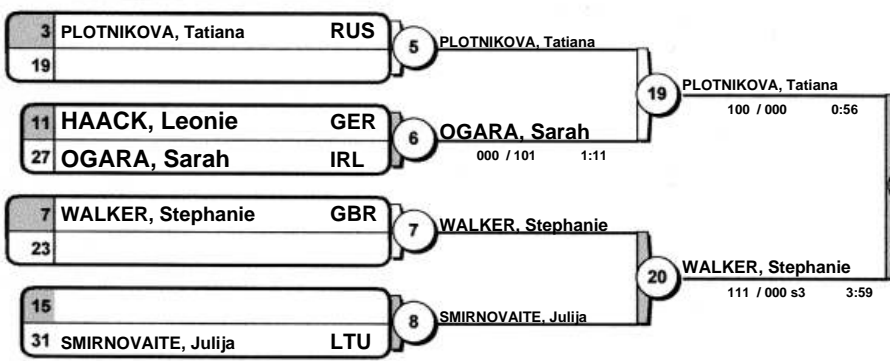 3 PLOTNIKOVA, Tatiana RUS
19
5
PLOTNIKOVA, Tatiana
11 HAACK, Leonie GER
27 OGARA, Sarah IRL
6
OGARA, Sarah
000 / 101 1:11
19
PLOTNIKOVA, Tatiana
100 / 000 0:56
7 WALKER, Stephanie GBR
23
7
WALKER, Stephanie
15
31 SMIRNOVAITE, Julija LTU
8
SMIRNOVAITE, Julija
20
WALKER, Stephanie
111 / 000 s3 3:59